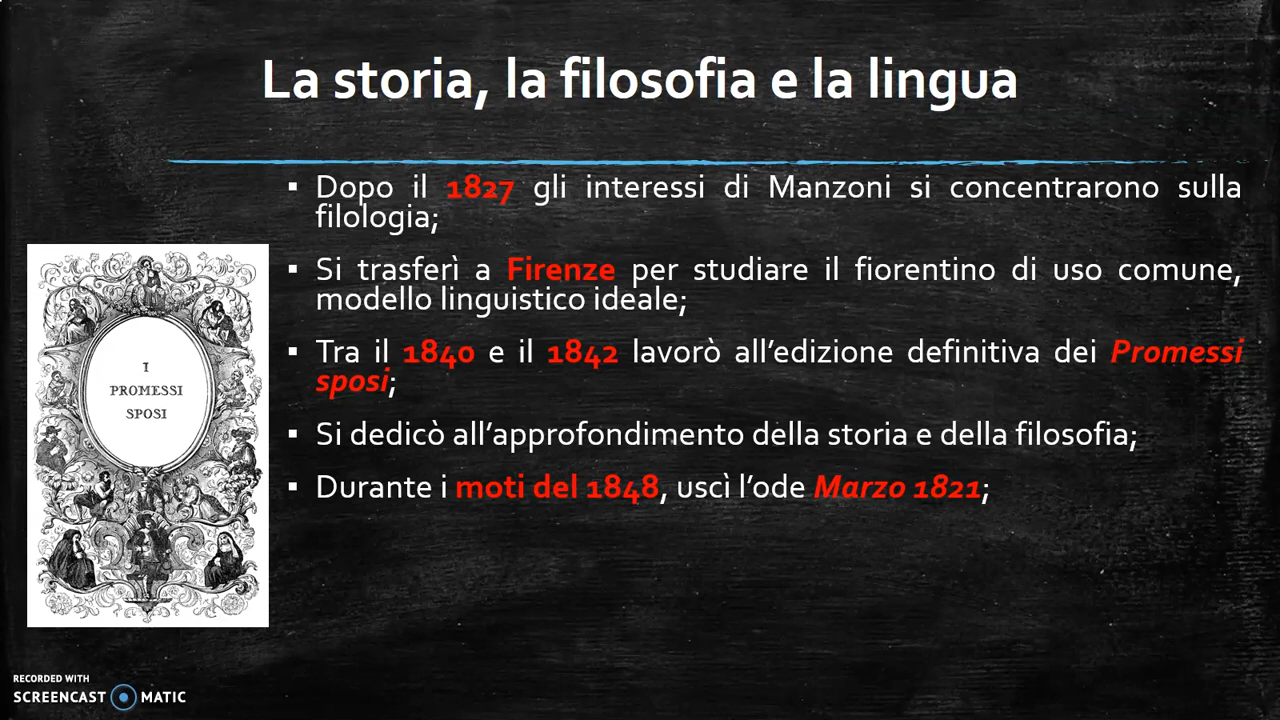 La storia, la filosofia e la lingua
▪ Dopo il 1827 gli interessi di Manzoni si concentrarono sulla
filologia;
▪ Si trasferì a Firenze per studiare il fiorentino di uso comune,
modello linguistico ideale;
▪ Tra il 1840 e il 1842 lavorò all’edizione definitiva dei Promessi
sposi;
▪ Si dedicò all’approfondimento della storia e della filosofia;
▪ Durante i moti del 1848, uscì l’ode Marzo 1821;
I
PROMESSI
SPOSI
RECORDED WITH
SCREENCAST MATIC